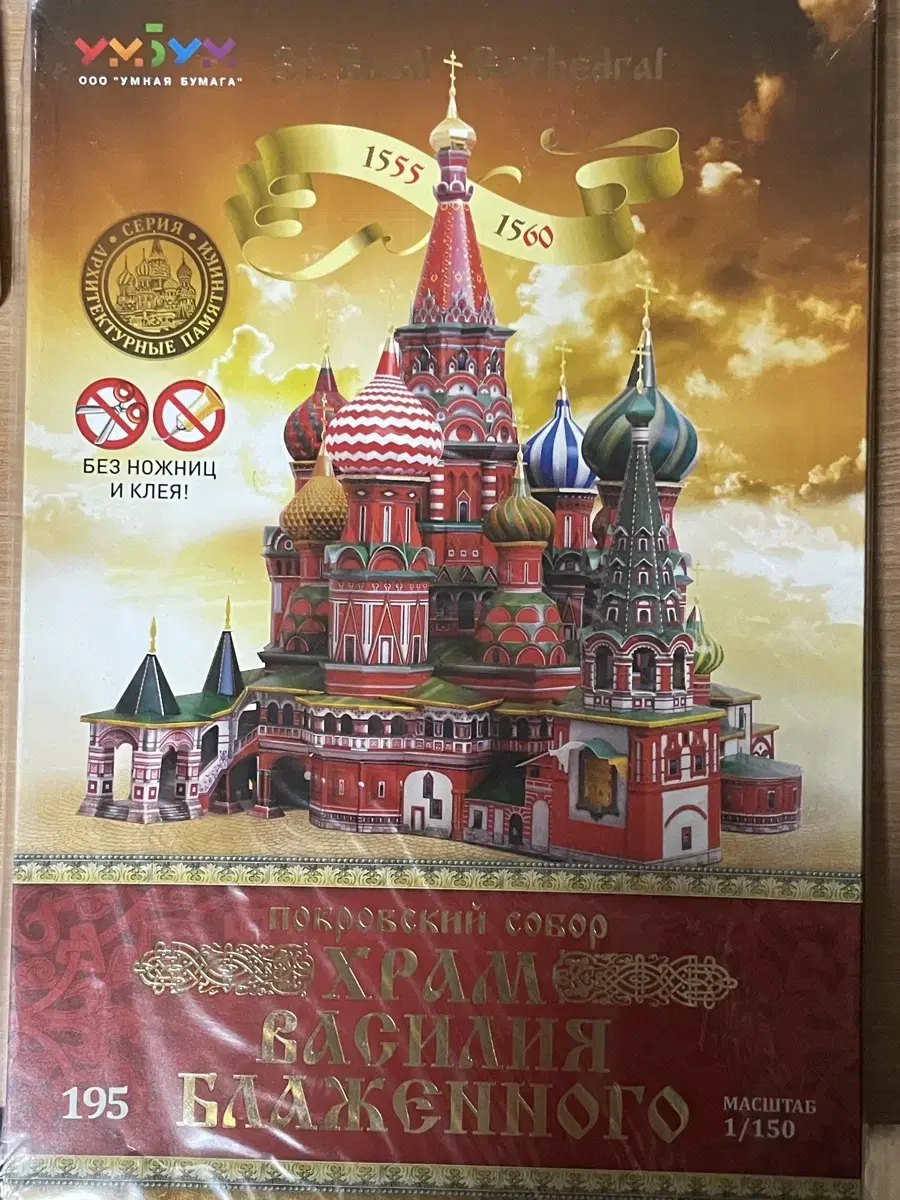 УМБУМ
ООО "УМНАЯ БУМАГА"
St. Basil's Cathedral
1555
1560
• СЕРИЯ •
АРХИТЕКТУРНЫЕ ПАМЯТНИКИ
БЕЗ НОЖНИЦ
И КЛЕЯ!
ПОКРОВСКИЙ СОБОР
ХРАМ
ВАСИЛИЯ
БЛАЖЕННОГО
195
МАСШТАБ
1/150